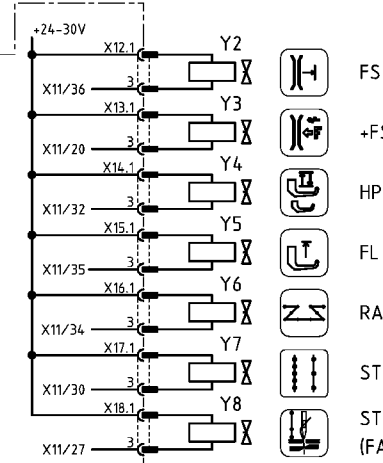 +24-30V
X12.1 Y2
X11/36 3 FS
X13.1 Y3
X11/20 3 +FS
X14.1 Y4
X11/32 3 HP
X15.1 Y5
X11/35 3 FL
X16.1 Y6
X11/34 3 RA
X17.1 Y7
X11/30 3 ST
X18.1 Y8
ST
X11/27 3 (FA